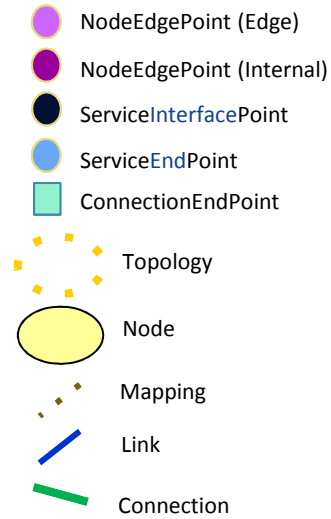 NodeEdgePoint (Edge)
NodeEdgePoint (Internal)
ServiceInterfacePoint
ServiceEndPoint
ConnectionEndPoint
Topology
Node
Mapping
Link
Connection